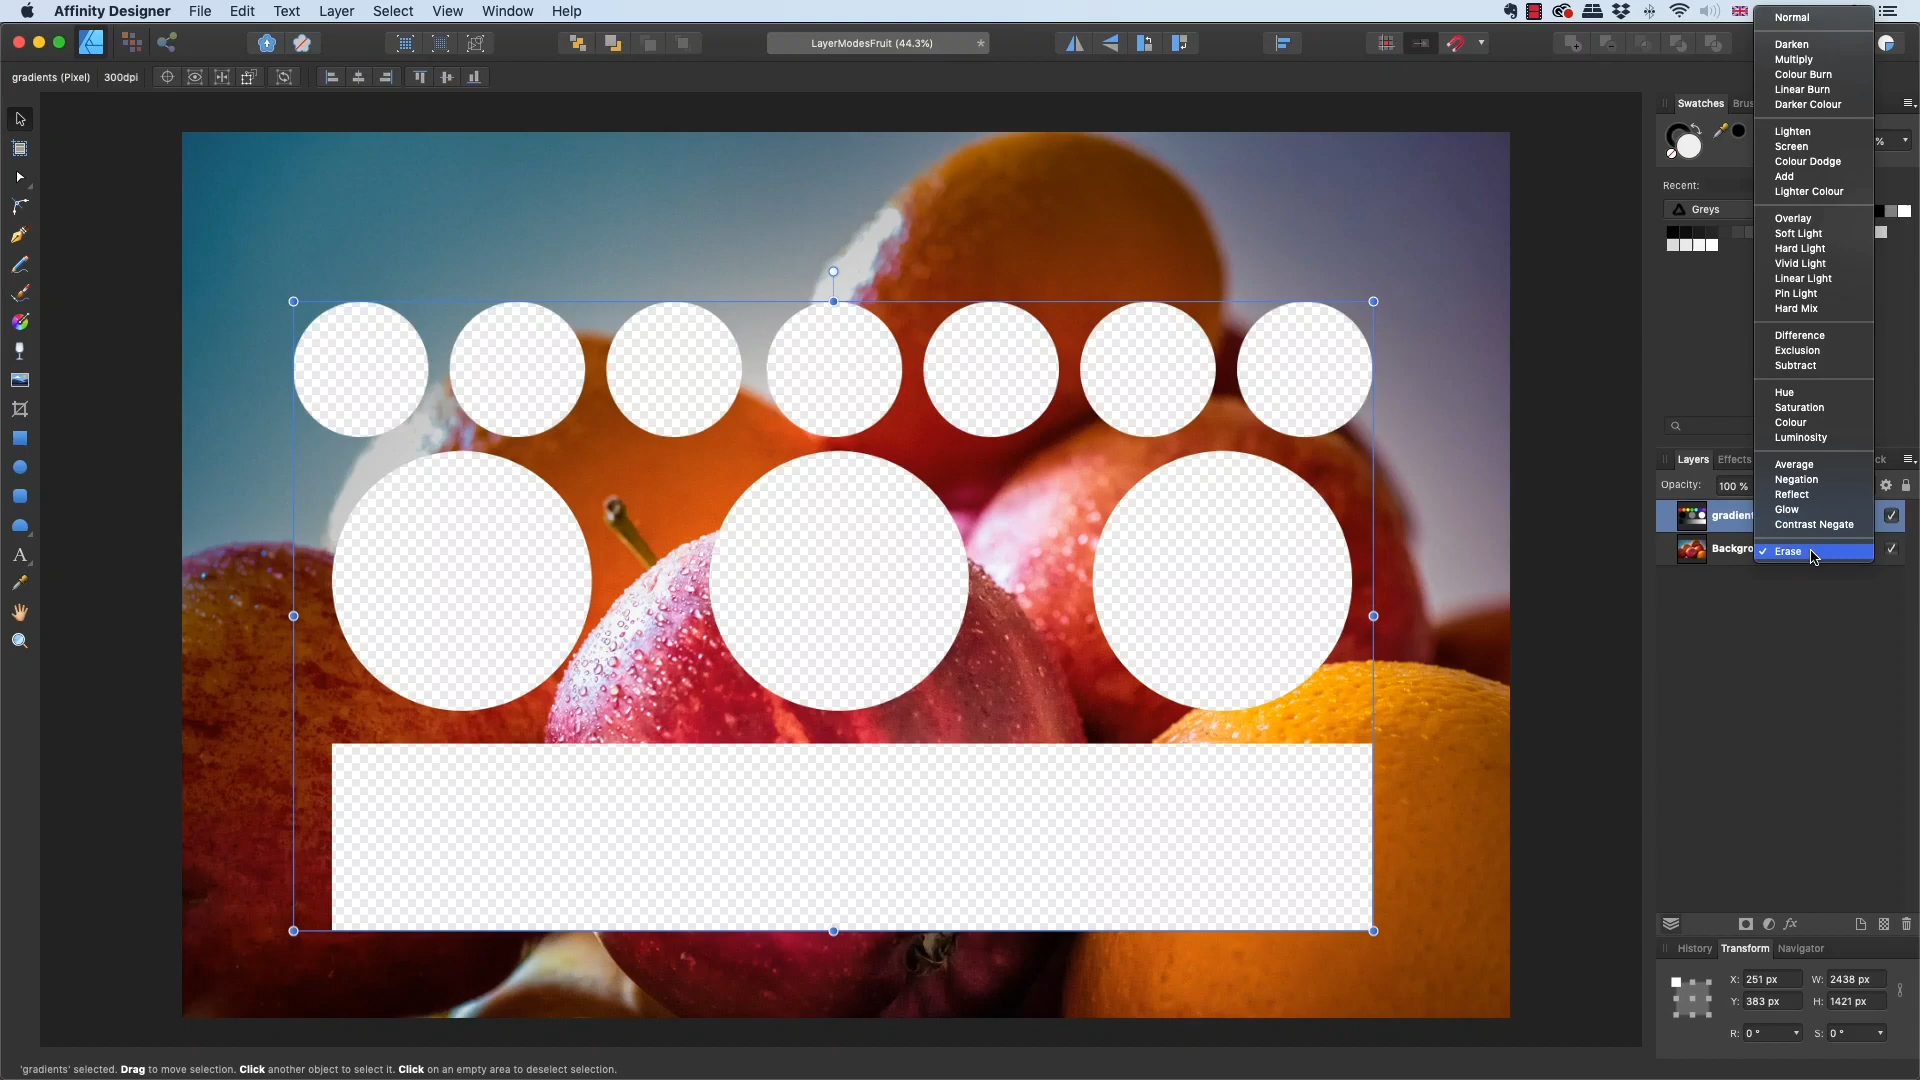 Affinity Designer File Edit Text Layer Select View Window Help
LayerModesFruit (44.3%)
gradients (Pixel) 300dpi
Normal
Darken
Multiply
Colour Burn
Linear Burn
Darker Colour
Lighten
Screen
Colour Dodge
Add
Lighter Colour
Overlay
Soft Light
Hard Light
Vivid Light
Linear Light
Pin Light
Hard Mix
Difference
Exclusion
Subtract
Hue
Saturation
Colour
Luminosity
Average
Negation
Reflect
Glow
Contrast Negate
Erase
Swatches Brus
%
Recent:
Greys
Layers Effects ck
Opacity: 100 %
gradient
Backgro
fx
History Transform Navigator
X: 251 px W: 2438 px
Y: 383 px H: 1421 px
R: 0 ° S: 0 °
A
'gradients' selected. Drag to move selection. Click another object to select it. Click on an empty area to deselect selection.